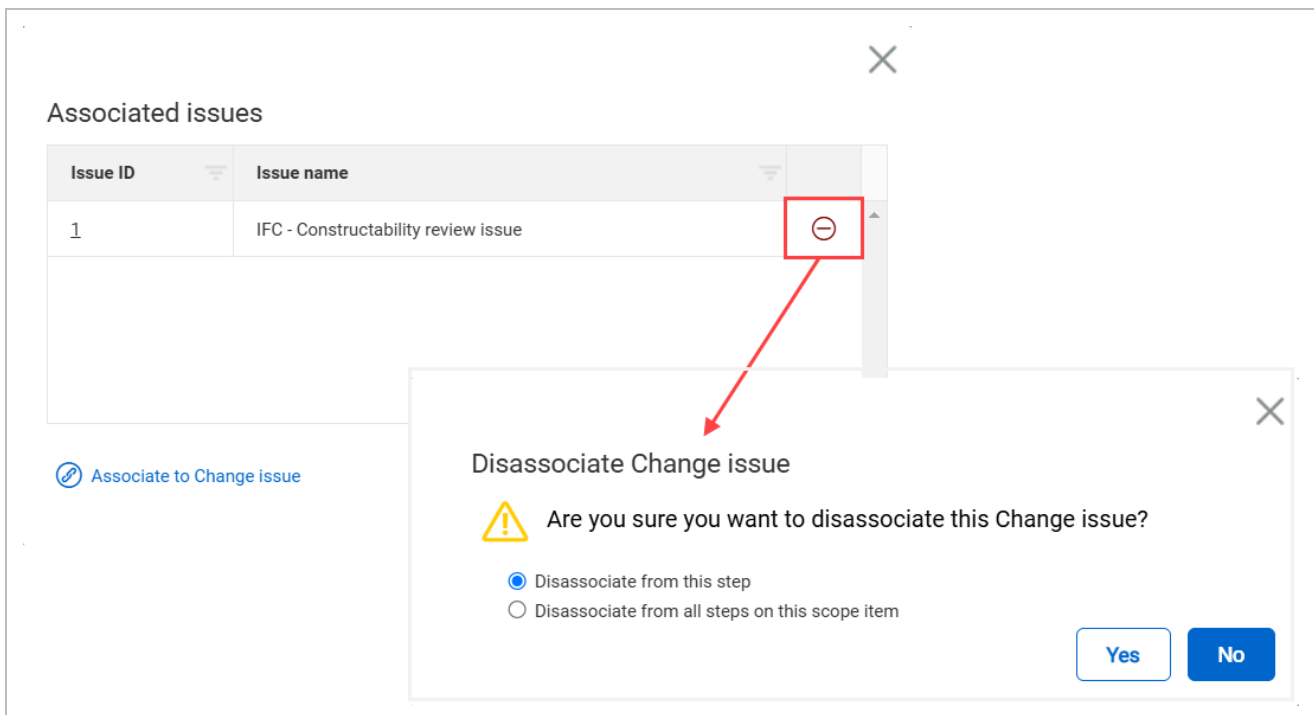 Associated issues
Issue ID Issue name
1 IFC - Constructability review issue
Associate to Change issue
Disassociate Change issue
Are you sure you want to disassociate this Change issue?
Disassociate from this step
Disassociate from all steps on this scope item
Yes No